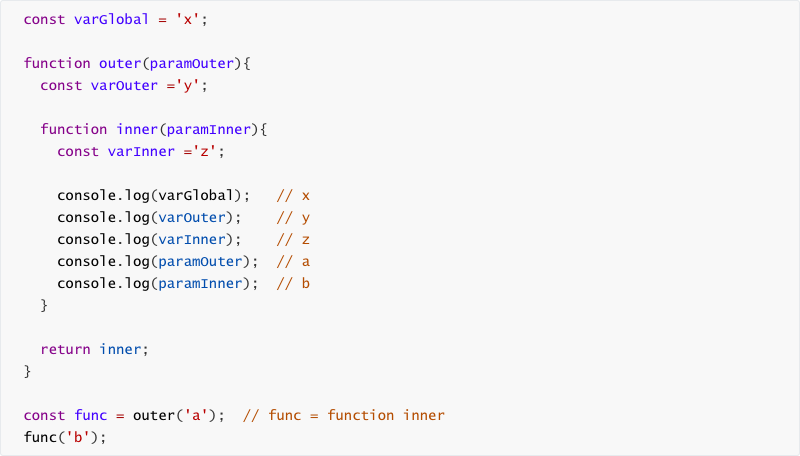 const varGlobal = 'x';

function outer(paramOuter){
  const varOuter ='y';

  function inner(paramInner){
    const varInner ='z';

    console.log(varGlobal);   // x
    console.log(varOuter);    // y
    console.log(varInner);    // z
    console.log(paramOuter);  // a
    console.log(paramInner);  // b
  }

  return inner;
}

const func = outer('a');  // func = function inner
func('b');